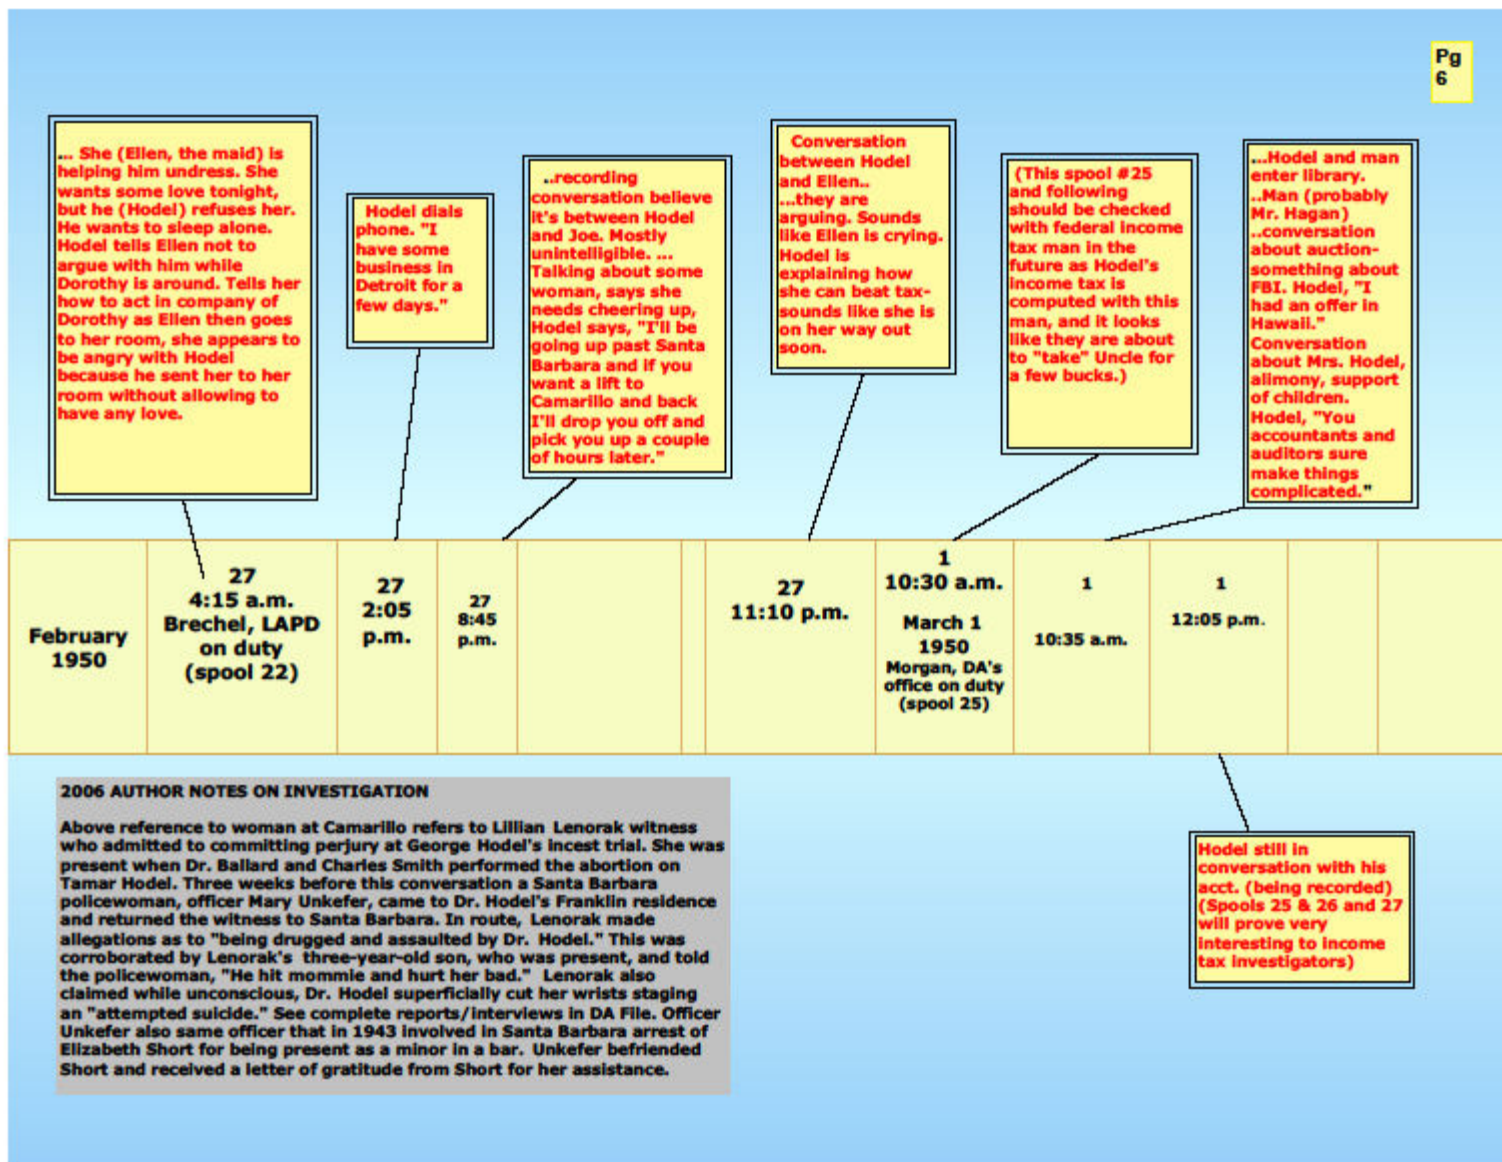 Pg
6
... She (Ellen, the maid) is
helping him undress. She
wants some love tonight,
but he (Hodel) refuses her.
He wants to sleep alone.
Hodel tells Ellen not to
argue with him while
Dorothy is around. Tells her
how to act in company of
Dorothy as Ellen then goes
to her room, she appears to
be angry with Hodel
because he sent her to her
room without allowing to
have any love.
Hodel dials
phone. "I
have some
business in
Detroit for a
few days."
..recording
conversation believe
it's between Hodel
and Joe. Mostly
unintelligible. ...
Talking about some
woman, says she
needs cheering up,
Hodel says, "I'll be
going up past Santa
Barbara and if you
want a lift to
Camarillo and back
I'll drop you off and
pick you up a couple
of hours later."
Conversation
between Hodel
and Ellen..
...they are
arguing. Sounds
like Ellen is crying.
Hodel is
explaining how
she can beat tax-
sounds like she is
on her way out
soon.
(This spool #25
and following
should be checked
with federal income
tax man in the
future as Hodel's
income tax is
computed with this
man, and it looks
like they are about
to "take" Uncle for
a few bucks.)
...Hodel and man
enter library.
..Man (probably
Mr. Hagan)
..conversation
about auction-
something about
FBI. Hodel, "I
had an offer in
Hawaii."
Conversation
about Mrs. Hodel,
alimony, support
of children.
Hodel, "You
accountants and
auditors sure
make things
complicated."
February
1950
27
4:15 a.m.
Brechel, LAPD
on duty
(spool 22)
27
2:05
p.m.
27
8:45
p.m.
27
11:10 p.m.
1
10:30 a.m.
March 1
1950
Morgan, DA's
office on duty
(spool 25)
1
10:35 a.m.
1
12:05 p.m.
2006 AUTHOR NOTES ON INVESTIGATION
Above reference to woman at Camarillo refers to Lillian Lenorak witness
who admitted to committing perjury at George Hodel's incest trial. She was
present when Dr. Ballard and Charles Smith performed the abortion on
Tamar Hodel. Three weeks before this conversation a Santa Barbara
policewoman, officer Mary Unkefer, came to Dr. Hodel's Franklin residence
and returned the witness to Santa Barbara. In route, Lenorak made
allegations as to "being drugged and assaulted by Dr. Hodel." This was
corroborated by Lenorak's three-year-old son, who was present, and told
the policewoman, "He hit mommie and hurt her bad." Lenorak also
claimed while unconscious, Dr. Hodel superficially cut her wrists staging
an "attempted suicide." See complete reports/interviews in DA File. Officer
Unkefer also same officer that in 1943 involved in Santa Barbara arrest of
Elizabeth Short for being present as a minor in a bar. Unkefer befriended
Short and received a letter of gratitude from Short for her assistance.
Hodel still in
conversation with his
acct. (being recorded)
(Spools 25 & 26 and 27
will prove very
interesting to income
tax investigators)